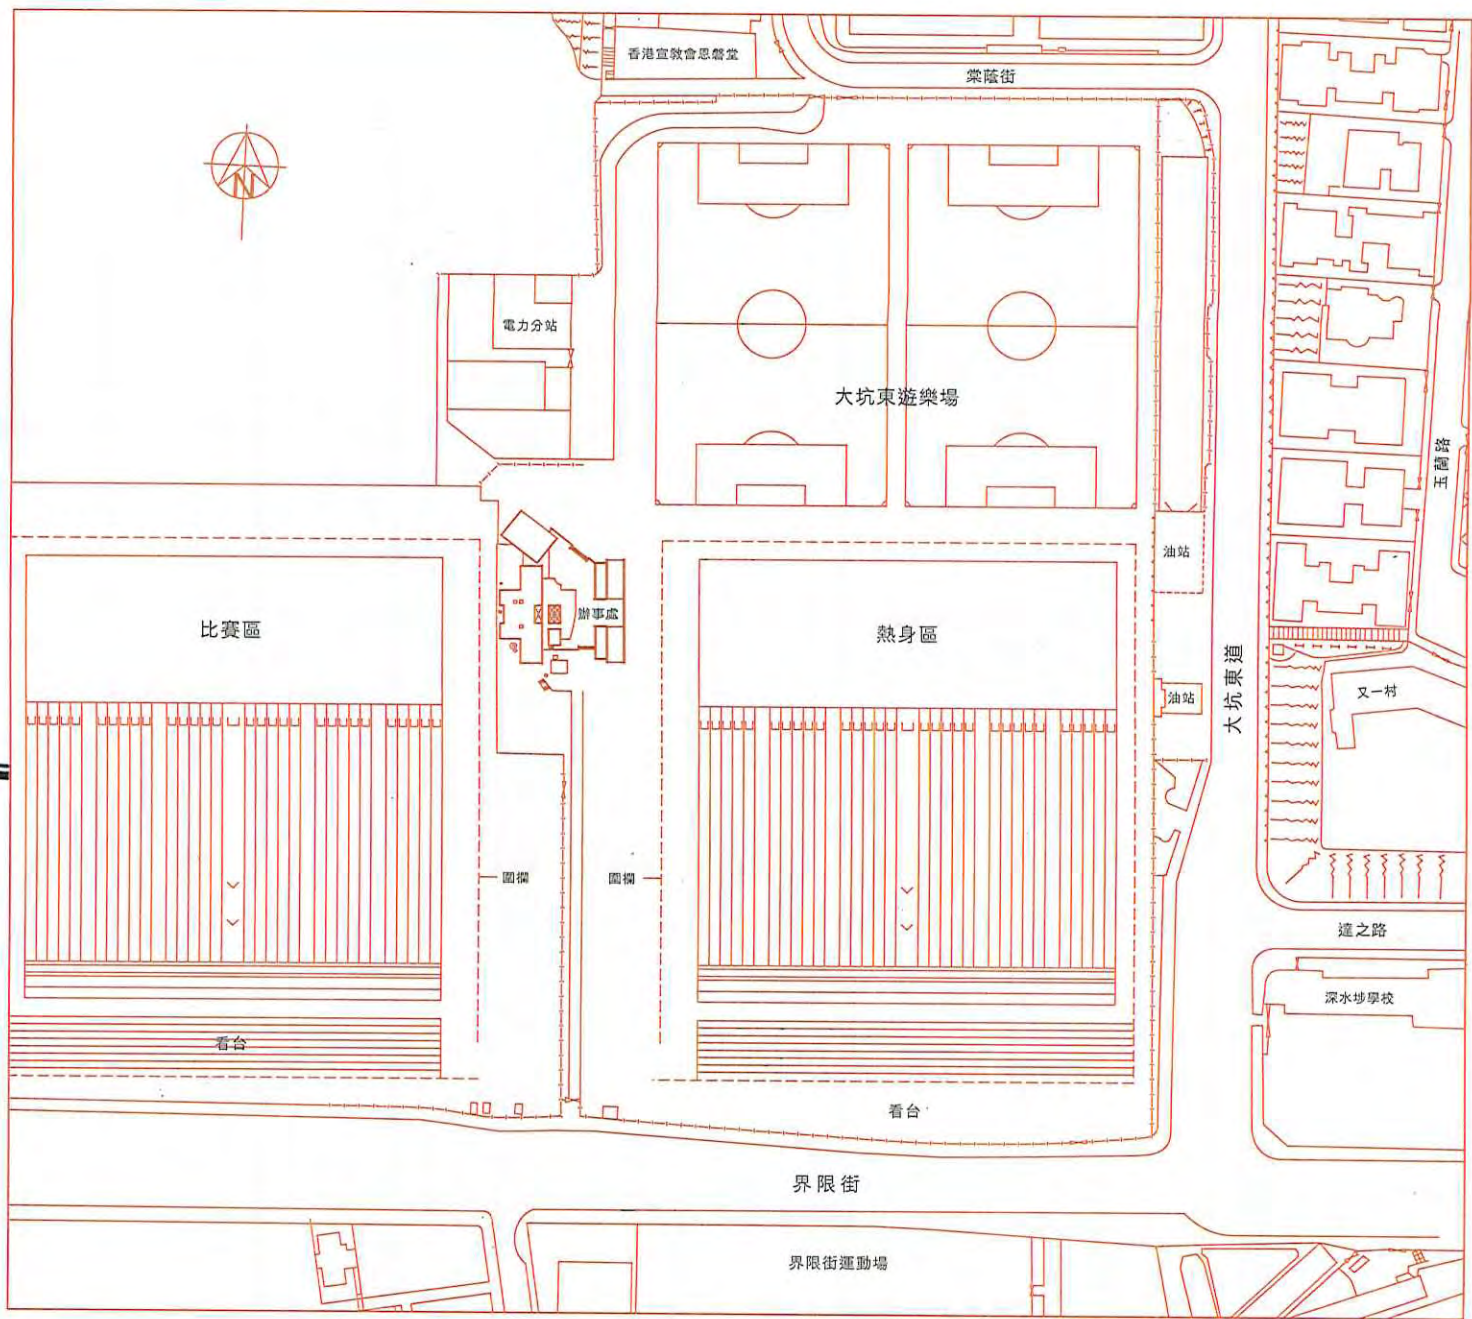 香港宣教會恩磐堂
棠蔭街
N
電力分站
大坑東遊樂場
玉蘭路
油站
辦事處
比賽區
熱身區
大坑東道
油站
又一村
圍欄
圍欄
達之路
深水埗學校
看台
看台
界限街
界限街運動場